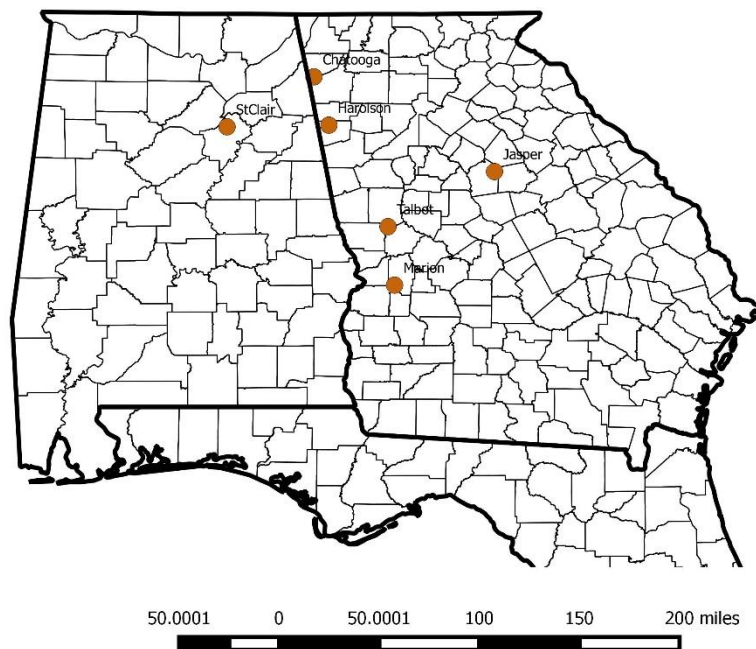 Chatooga
StClair
Harolson
Jasper
Talbot
Marion
50.0001 0 50.0001 100 150 200 miles